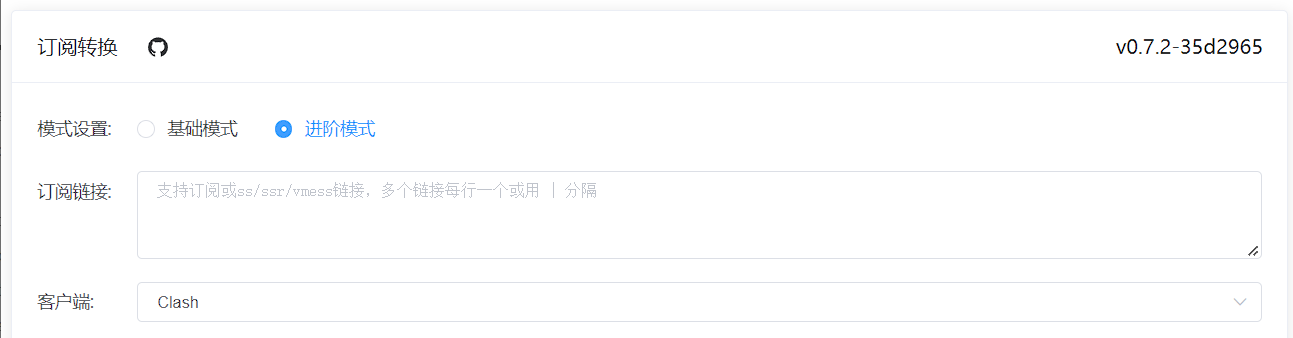 订阅转换 v0.7.2-35d2965
模式设置: 基础模式 进阶模式
订阅链接: 支持订阅或ss/ssr/vmess链接，多个链接每行一个或用 | 分隔
客户端: Clash